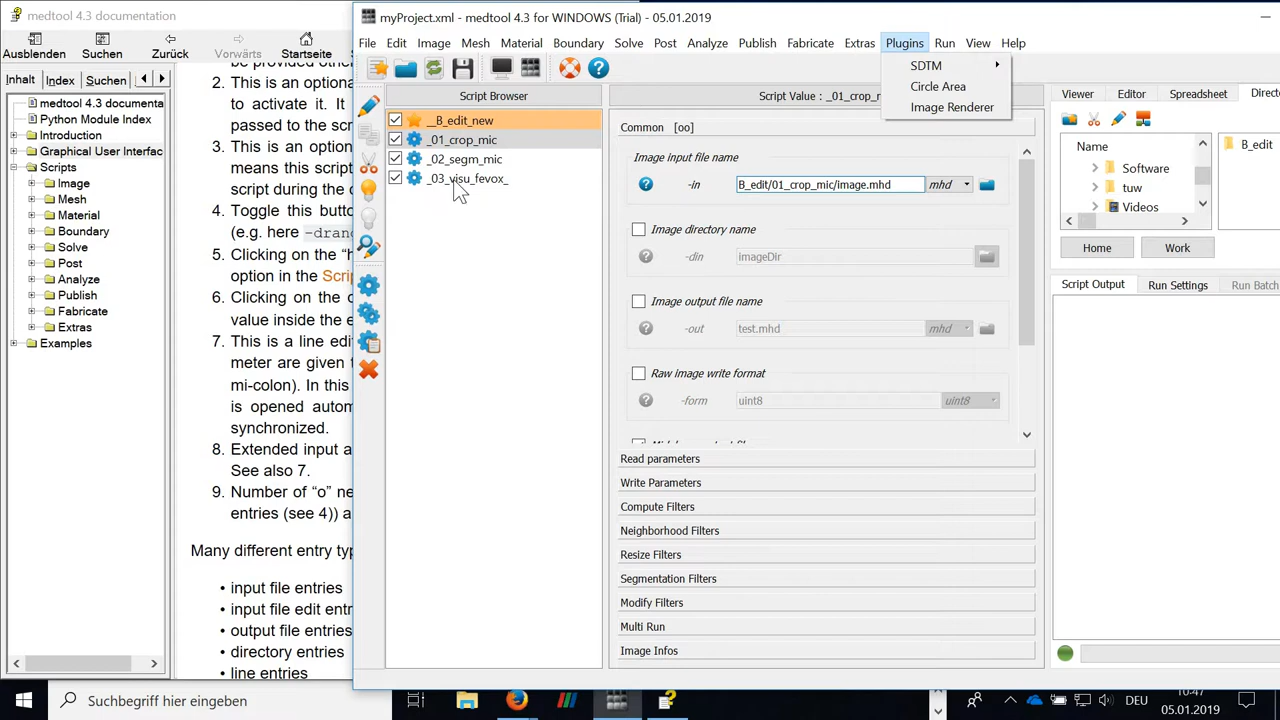 medtool 4.3 documentation
Ausblenden
Suchen
Zurück
Vorwärts
Startseite
Inhalt
Index
Suchen
medtool 4.3 documenta
Python Module Index
Introduction
Graphical User Interfac
Scripts
Image
Mesh
Material
Boundary
Solve
Post
Analyze
Publish
Fabricate
Extras
Examples
be provided othe
2. This is an optiona
to activate it. It
passed to the scr
3. This is an option
means this script
script during the c
4. Toggle this butto
(e.g. here -dranc
5. Clicking on the “h
option in the Scrip
6. Clicking on the c
value inside the e
7. This is a line edit
meter are given t
mi-colon). In this
is opened autom
synchronized.
8. Extended input a
See also 7.
9. Number of “o” ne
entries (see 4)) a
Many different entry typ
• input file entries
• input file edit entr
• output file entries
• directory entries
• line entries
myProject.xml - medtool 4.3 for WINDOWS (Trial) - 05.01.2019
File Edit Image Mesh Material Boundary Solve Post Analyze Publish Fabricate Extras Plugins Run View Help
SDTM
Circle Area
Image Renderer
Script Browser
__B_edit_new
_01_crop_mic
_02_segm_mic
_03_visu_fevox_
Script Value : _01_crop_m
Common [oo]
Image input file name
-in B_edit/01_crop_mic/image.mhd mhd
Image directory name
-din imageDir
Image output file name
-out test.mhd mhd
Raw image write format
-form uint8 uint8
Read parameters
Write Parameters
Compute Filters
Neighborhood Filters
Resize Filters
Segmentation Filters
Modify Filters
Multi Run
Image Infos
Viewer Editor Spreadsheet Direc
Name
Software
tuw
Videos
B_edit
Home
Work
Script Output
Run Settings
Run Batch
Suchbegriff hier eingeben
DEU
10:47
05.01.2019